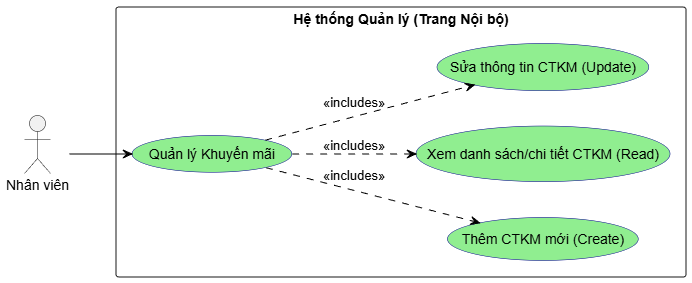 Hệ thống Quản lý (Trang Nội bộ)
Sửa thông tin CTKM (Update)
«includes»
«includes»
Quản lý Khuyến mãi
Xem danh sách/chi tiết CTKM (Read)
«includes»
Nhân viên
Thêm CTKM mới (Create)